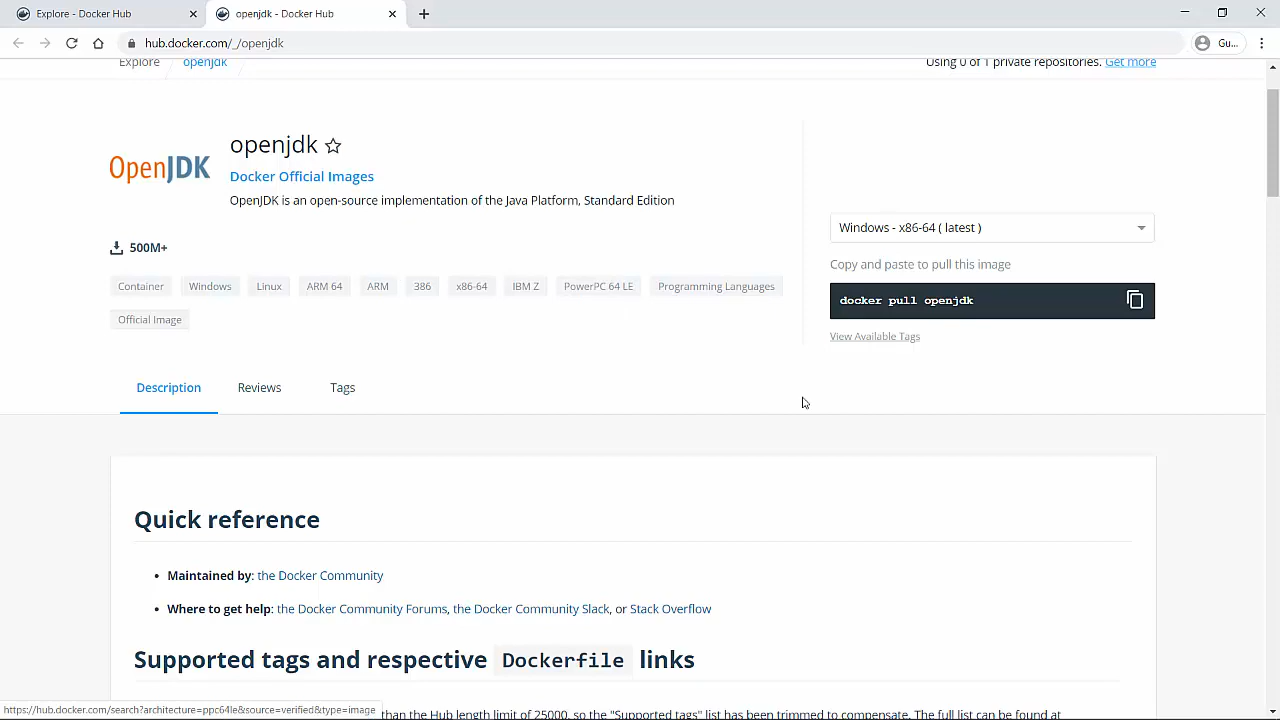 Explore - Docker Hub
openjdk - Docker Hub
hub.docker.com/_/openjdk
Gu...
Explore
openjdk
Using 0 of 1 private repositories. Get more
OpenJDK
openjdk
Docker Official Images
OpenJDK is an open-source implementation of the Java Platform, Standard Edition
500M+
Container
Windows
Linux
ARM 64
ARM
386
x86-64
IBM Z
PowerPC 64 LE
Programming Languages
Official Image
Windows - x86-64 ( latest )
Copy and paste to pull this image
docker pull openjdk
View Available Tags
Description
Reviews
Tags
Quick reference
• Maintained by: the Docker Community
• Where to get help: the Docker Community Forums, the Docker Community Slack, or Stack Overflow
Supported tags and respective Dockerfile links
than the Hub length limit of 25000, so the "Supported tags" list has been trimmed to compensate. The full list can be found at
https://hub.docker.com/search?architecture=ppc64le&source=verified&type=image